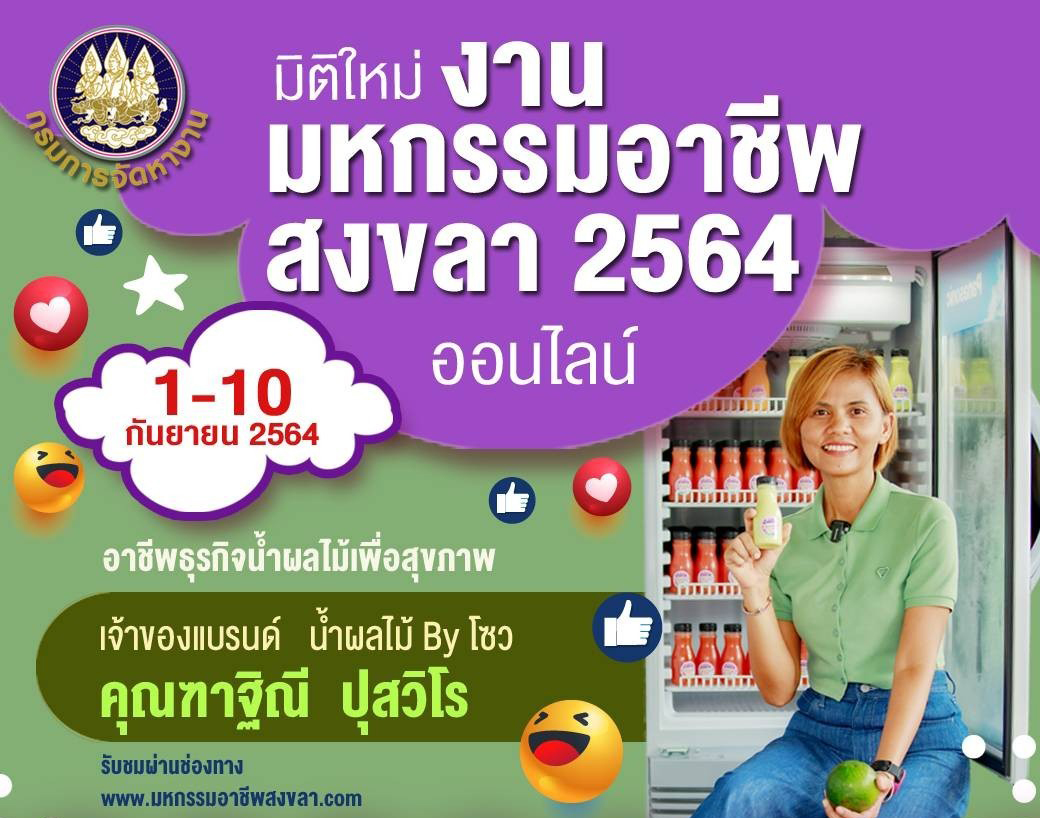 กรมการจัดหางาน
มิติใหม่ งาน
มหกรรมอาชีพ
สงขลา 2564
ออนไลน์
Panasonic
1-10
กันยายน 2564
อาชีพธุรกิจน้ำผลไม้เพื่อสุขภาพ
เจ้าของแบรนด์ น้ำผลไม้ By โซว
คุณฑาฐิณี ปุสวิโร
รับชมผ่านช่องทาง
www.มหกรรมอาชีพสงขลา.com